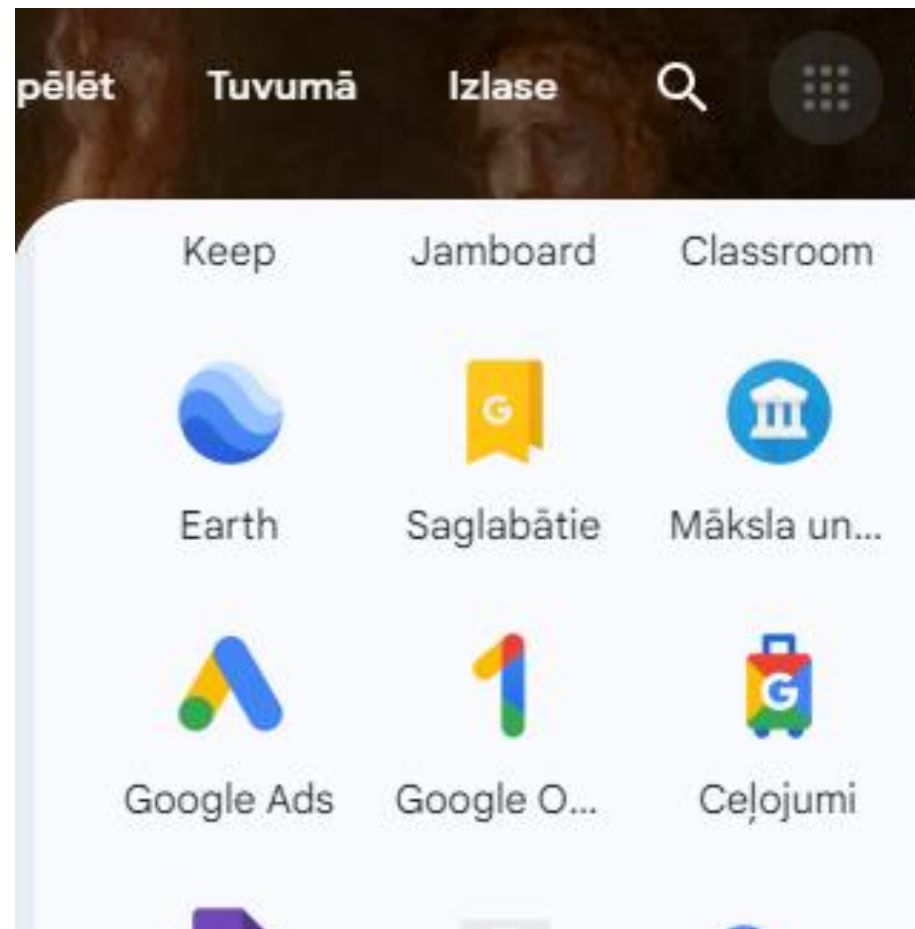 pēlēt Tuvumā Izlase
Keep Jamboard Classroom
G
Earth Saglabātie Māksla un...
G
Google Ads Google O... Ceļojumi